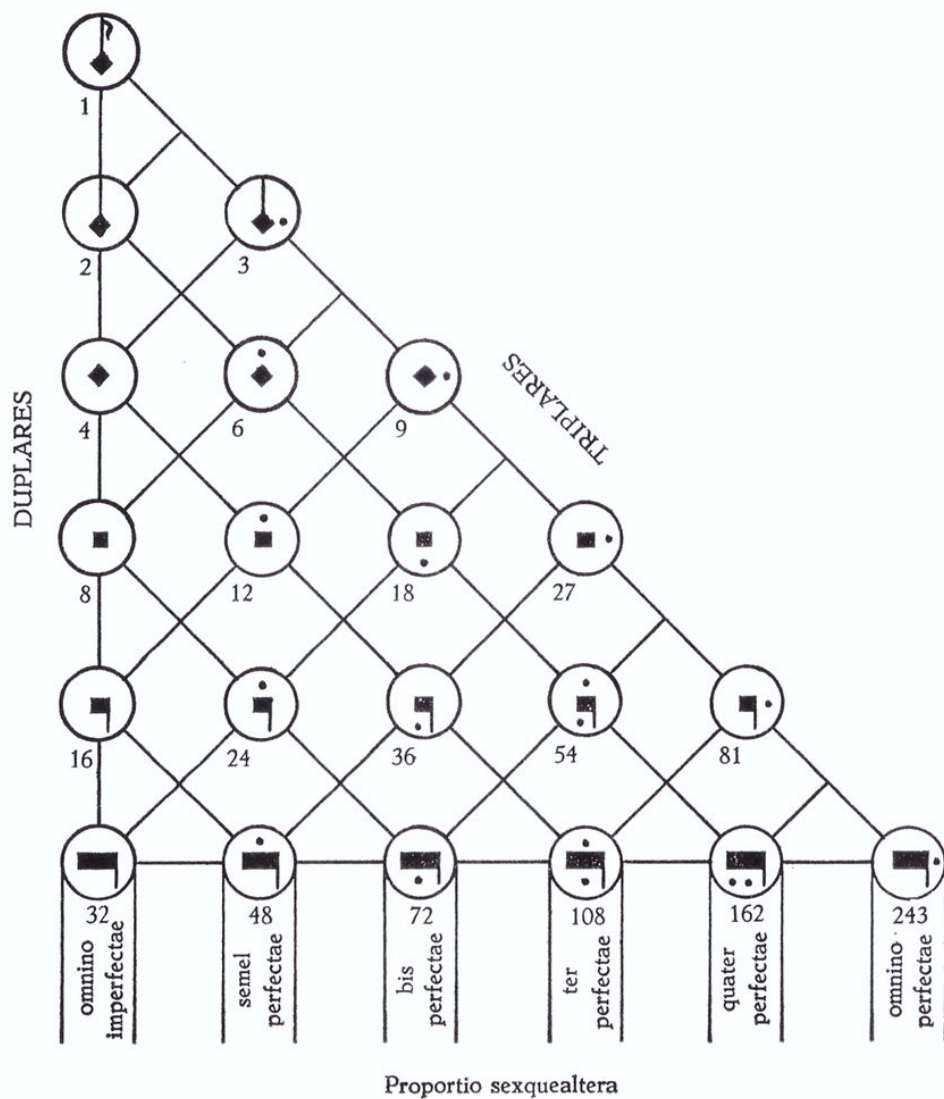 1
2 3
4 6 9
DUPLARES
TRIPLARES
8 12 18 27
16 24 36 54 81
32 48 72 108 162 243
omnino
imperfectae
semel
perfectae
bis
perfectae
ter
perfectae
quater
perfectae
omnino
perfectae
Proportio sexquealtera